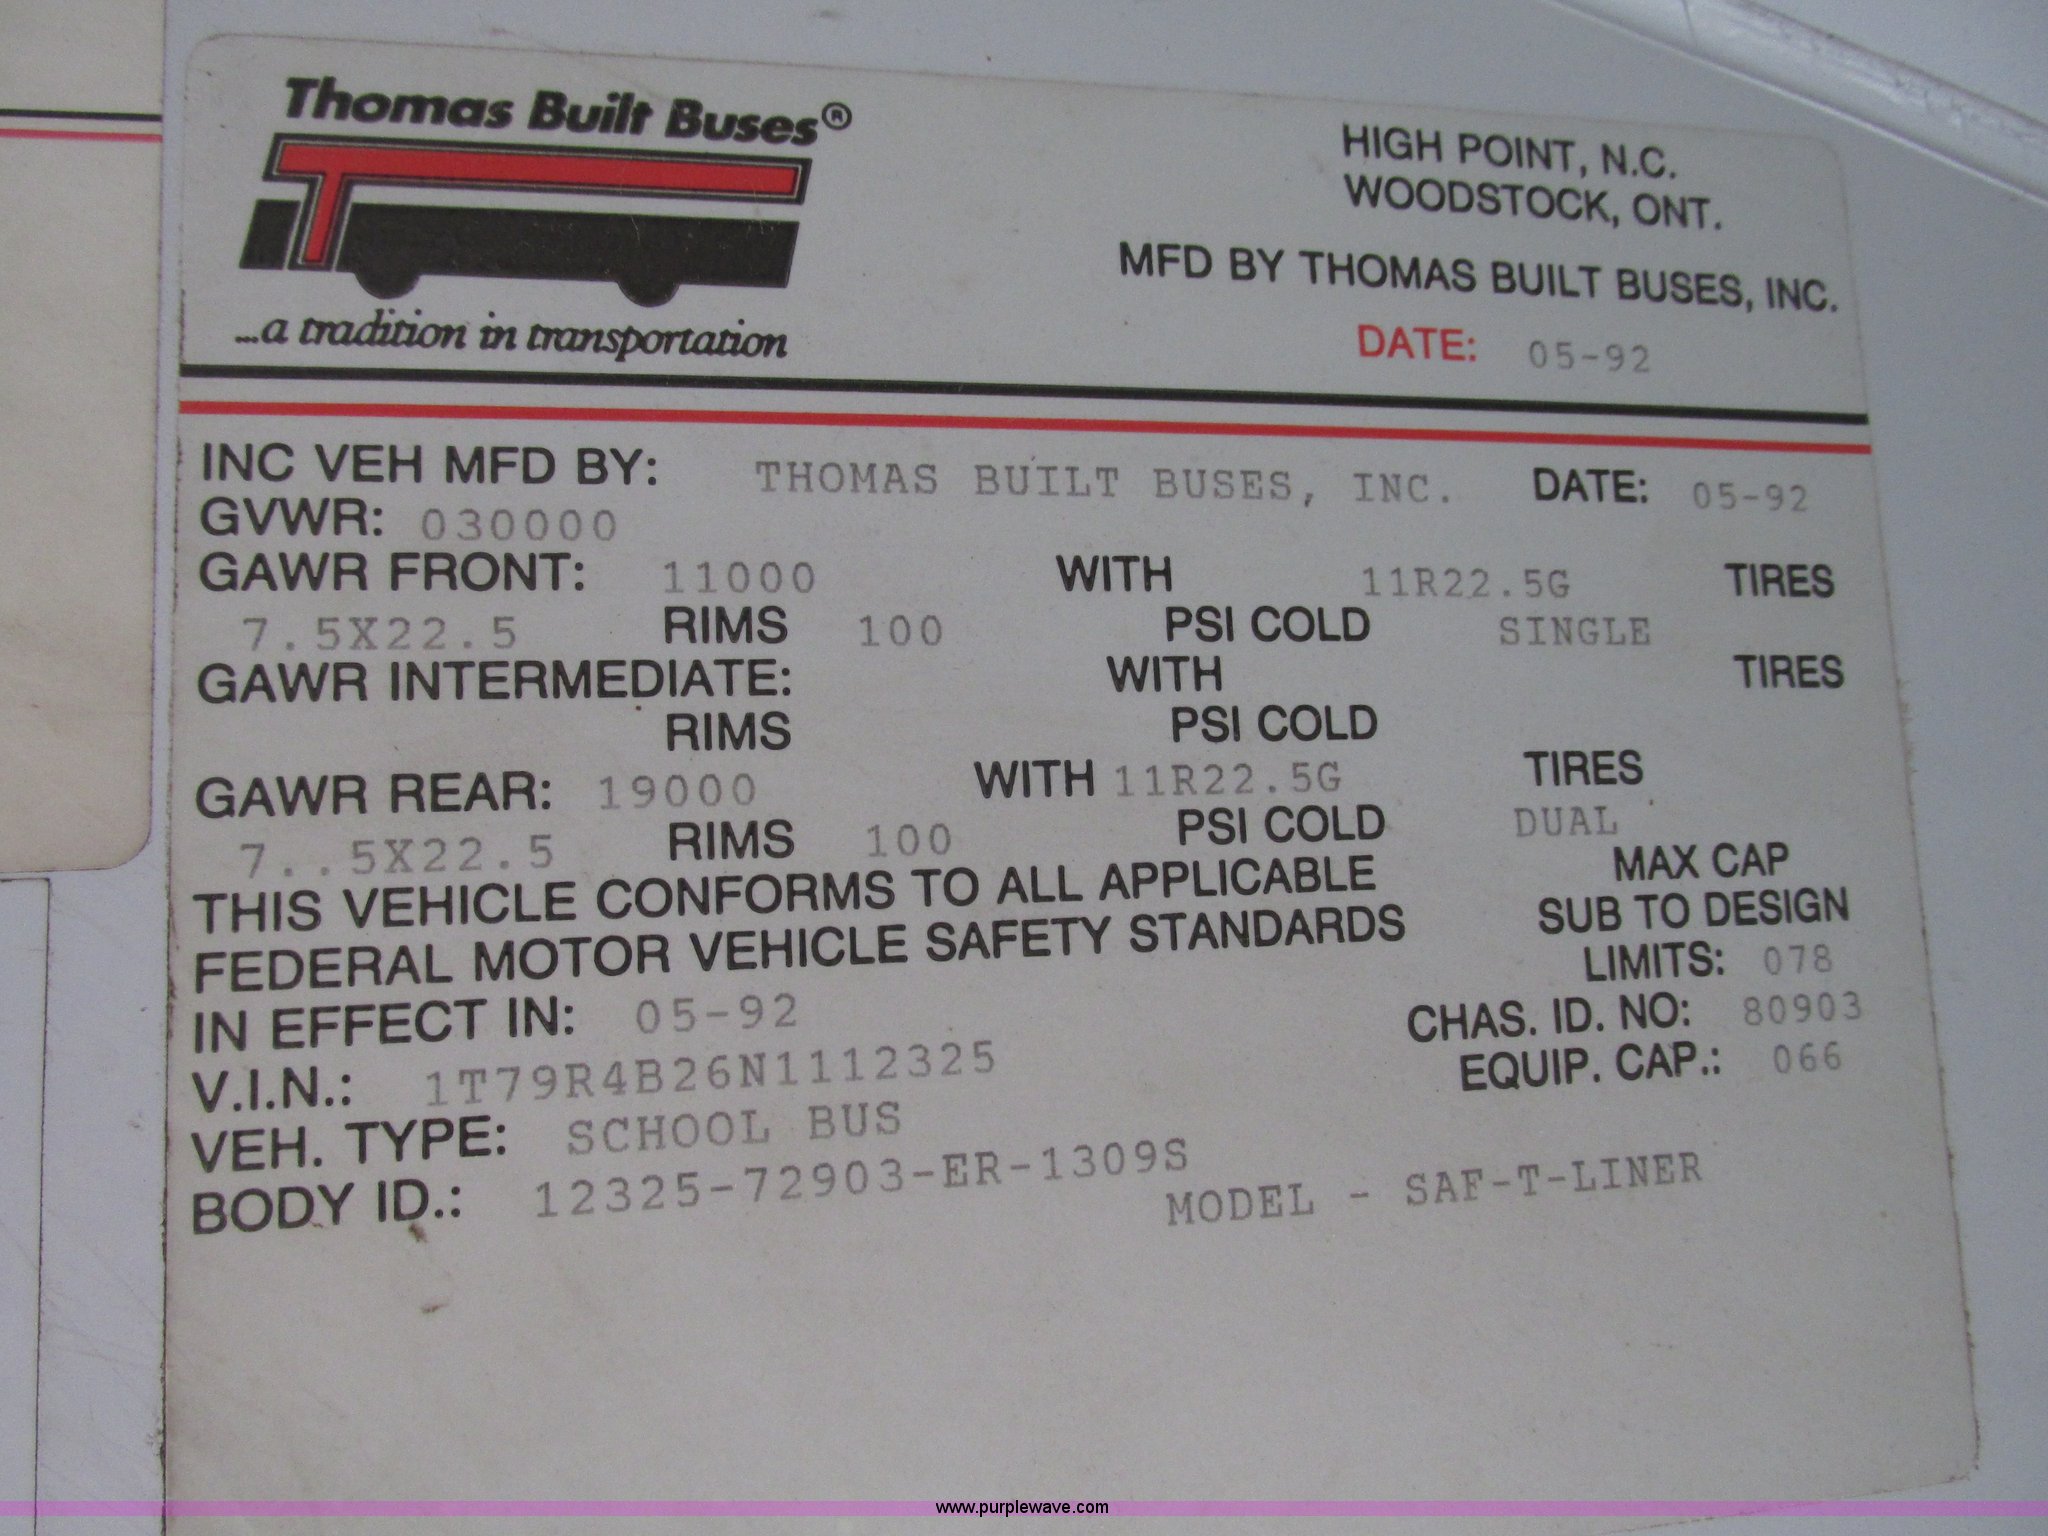 Thomas Built Buses®
...a tradition in transportation
HIGH POINT, N.C.
WOODSTOCK, ONT.
MFD BY THOMAS BUILT BUSES, INC.
DATE: 05-92
INC VEH MFD BY: THOMAS BUILT BUSES, INC. DATE: 05-92
GVWR: 030000
GAWR FRONT: 11000 WITH 11R22.5G TIRES
7.5X22.5 RIMS 100 PSI COLD SINGLE
GAWR INTERMEDIATE: WITH TIRES
RIMS PSI COLD
GAWR REAR: 19000 WITH 11R22.5G TIRES
7..5X22.5 RIMS 100 PSI COLD DUAL
THIS VEHICLE CONFORMS TO ALL APPLICABLE
FEDERAL MOTOR VEHICLE SAFETY STANDARDS
IN EFFECT IN: 05-92
MAX CAP
SUB TO DESIGN
LIMITS: 078
CHAS. ID. NO: 80903
EQUIP. CAP.: 066
V.I.N.: 1T79R4B26N1112325
VEH. TYPE: SCHOOL BUS
BODY ID.: 12325-72903-ER-1309S
MODEL - SAF-T-LINER
www.purplewave.com